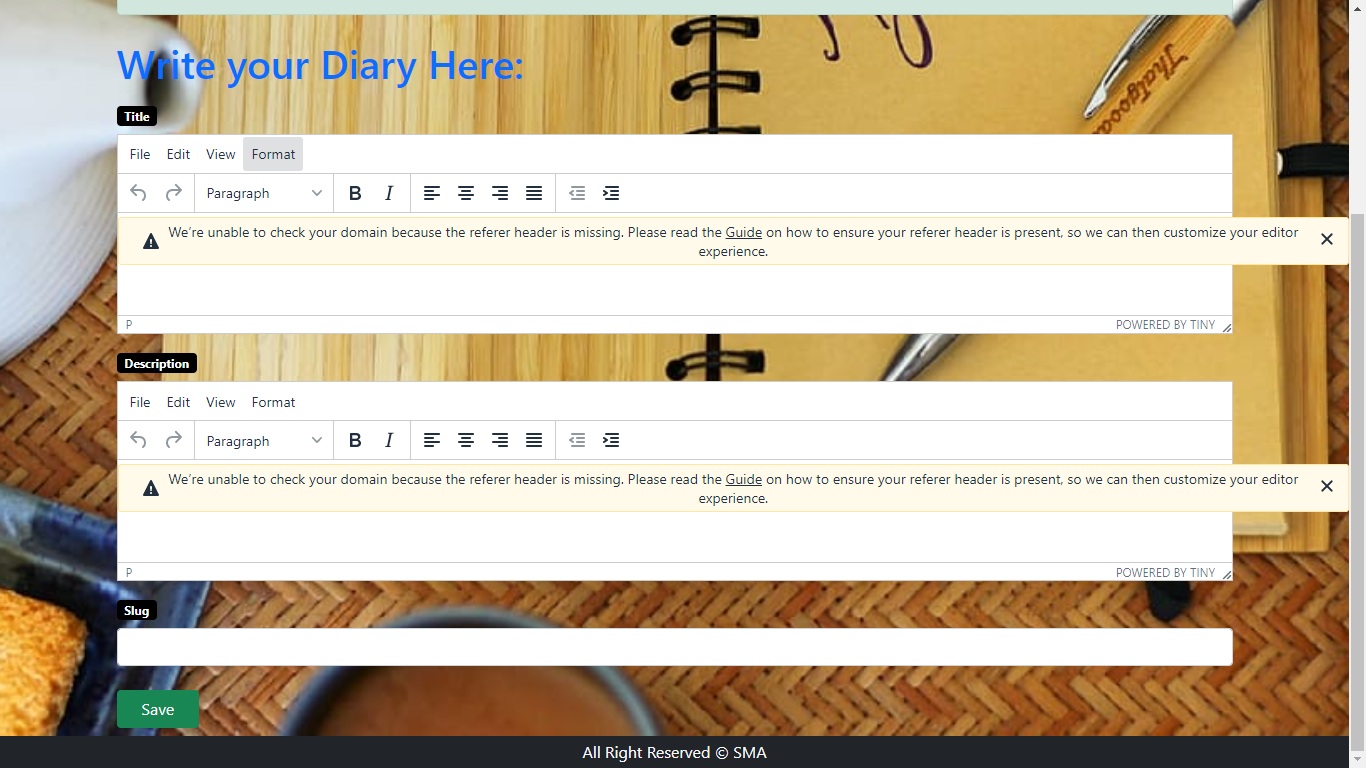 Write your Diary Here:
Title
File Edit View Format
Paragraph B I
We're unable to check your domain because the referer header is missing. Please read the Guide on how to ensure your referer header is present, so we can then customize your editor
experience.
P POWERED BY TINY
Description
File Edit View Format
Paragraph B I
We're unable to check your domain because the referer header is missing. Please read the Guide on how to ensure your referer header is present, so we can then customize your editor
experience.
P POWERED BY TINY
Slug
Save
All Right Reserved © SMA